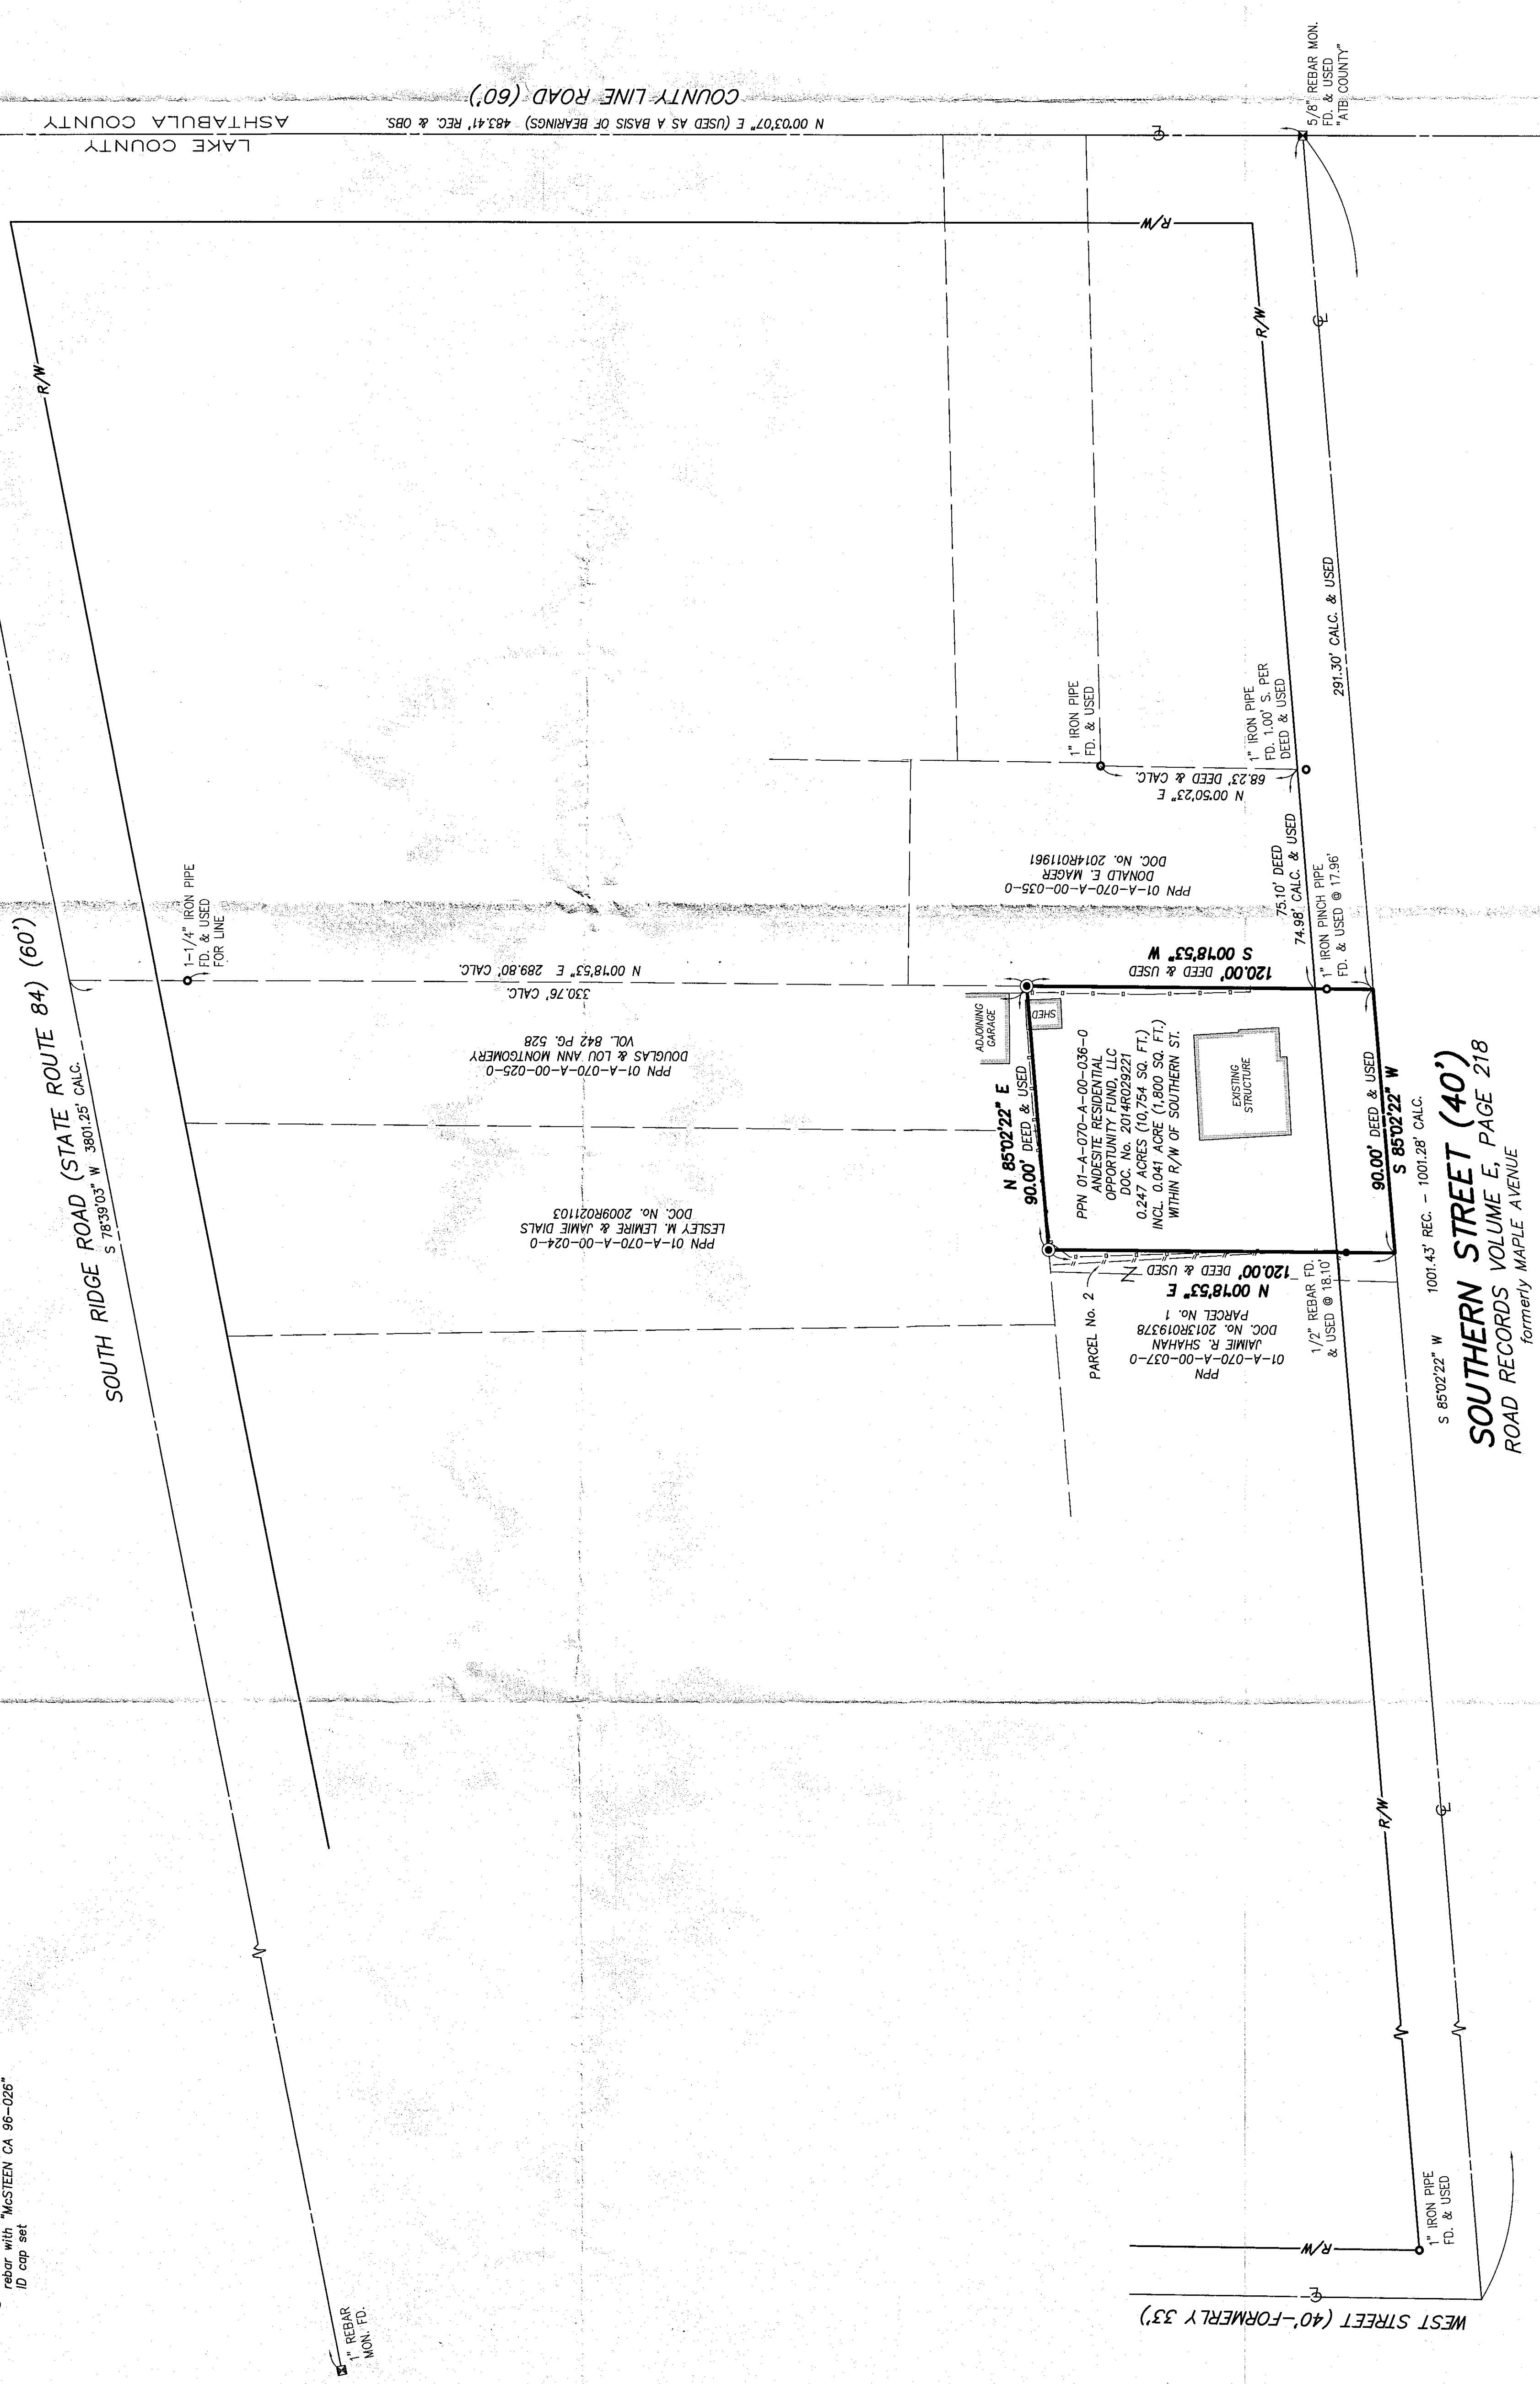 COUNTY LINE ROAD (60')
N 00°03'07" E (USED AS A BASIS OF BEARINGS) 483.41' REC. & OBS.
ASHTABULA COUNTY
LAKE COUNTY
5/8" REBAR MON.
FD. & USED
"ATB COUNTY"
R/W
R/W
R/W
SOUTH RIDGE ROAD (STATE ROUTE 84) (60')
S 78°39'03" W 3801.25' CALC.
1-1/4" IRON PIPE
FD. & USED
FOR LINE
N 00°18'53" E 289.80' CALC.
330.76' CALC.
PPN 01-A-070-A-00-025-0
DOUGLAS & LOU ANN MONTGOMERY
VOL. 842 PG. 528
PPN 01-A-070-A-00-024-0
LESLEY M. LEMIRE & JAMIE DIALS
DOC. No. 2009R021103
1" IRON PIPE
FD. & USED
N 00°50'23" E
68.23' DEED & CALC.
1" IRON PIPE
FD. 1.00' S. PER
DEED & USED
291.30' CALC. & USED
PPN 01-A-070-A-00-035-0
DONALD E. MAGER
DOC. No. 2014R011961
75.10' DEED
74.98' CALC. & USED
1" IRON PINCH PIPE
FD. & USED @ 17.96'
S 00°18'53" W
120.00' DEED & USED
ADJOINING
GARAGE
SHED
N 85°02'22" E
90.00' DEED & USED
PPN 01-A-070-A-00-036-0
ANDESITE RESIDENTIAL
OPPORTUNITY FUND, LLC
DOC. No. 2014R029221
0.247 ACRES (10,754 SQ. FT.)
INCL. 0.041 ACRE (1,800 SQ. FT.)
WITHIN R/W OF SOUTHERN ST.
EXISTING
STRUCTURE
90.00' DEED & USED
S 85°02'22" W
120.00' DEED & USED
N 00°18'53" E
PARCEL No. 2
PPN
01-A-070-A-00-037-0
JAIMIE R. SHAHAN
DOC. No. 2013R019378
PARCEL No. 1
1/2" REBAR FD.
& USED @ 18.10'
S 85°02'22" W 1001.43' REC. - 1001.28' CALC.
SOUTHERN STREET (40')
ROAD RECORDS VOLUME E, PAGE 218
formerly MAPLE AVENUE
R/W
R/W
1" IRON PIPE
FD. & USED
WEST STREET (40'-FORMERLY 33')
1" REBAR
MON. FD.
rebar with "McSTEEN CA 96-026"
ID cap set